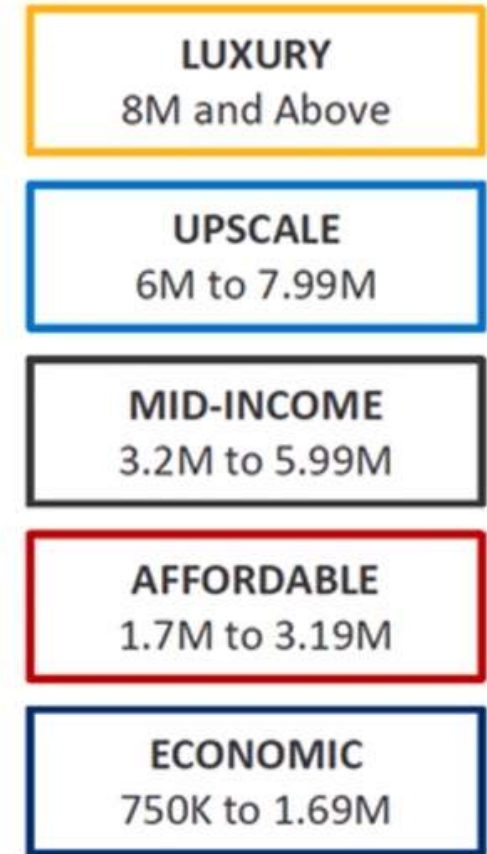 LUXURY
8M and Above
UPSCALE
6M to 7.99M
MID-INCOME
3.2M to 5.99M
AFFORDABLE
1.7M to 3.19M
ECONOMIC
750K to 1.69M